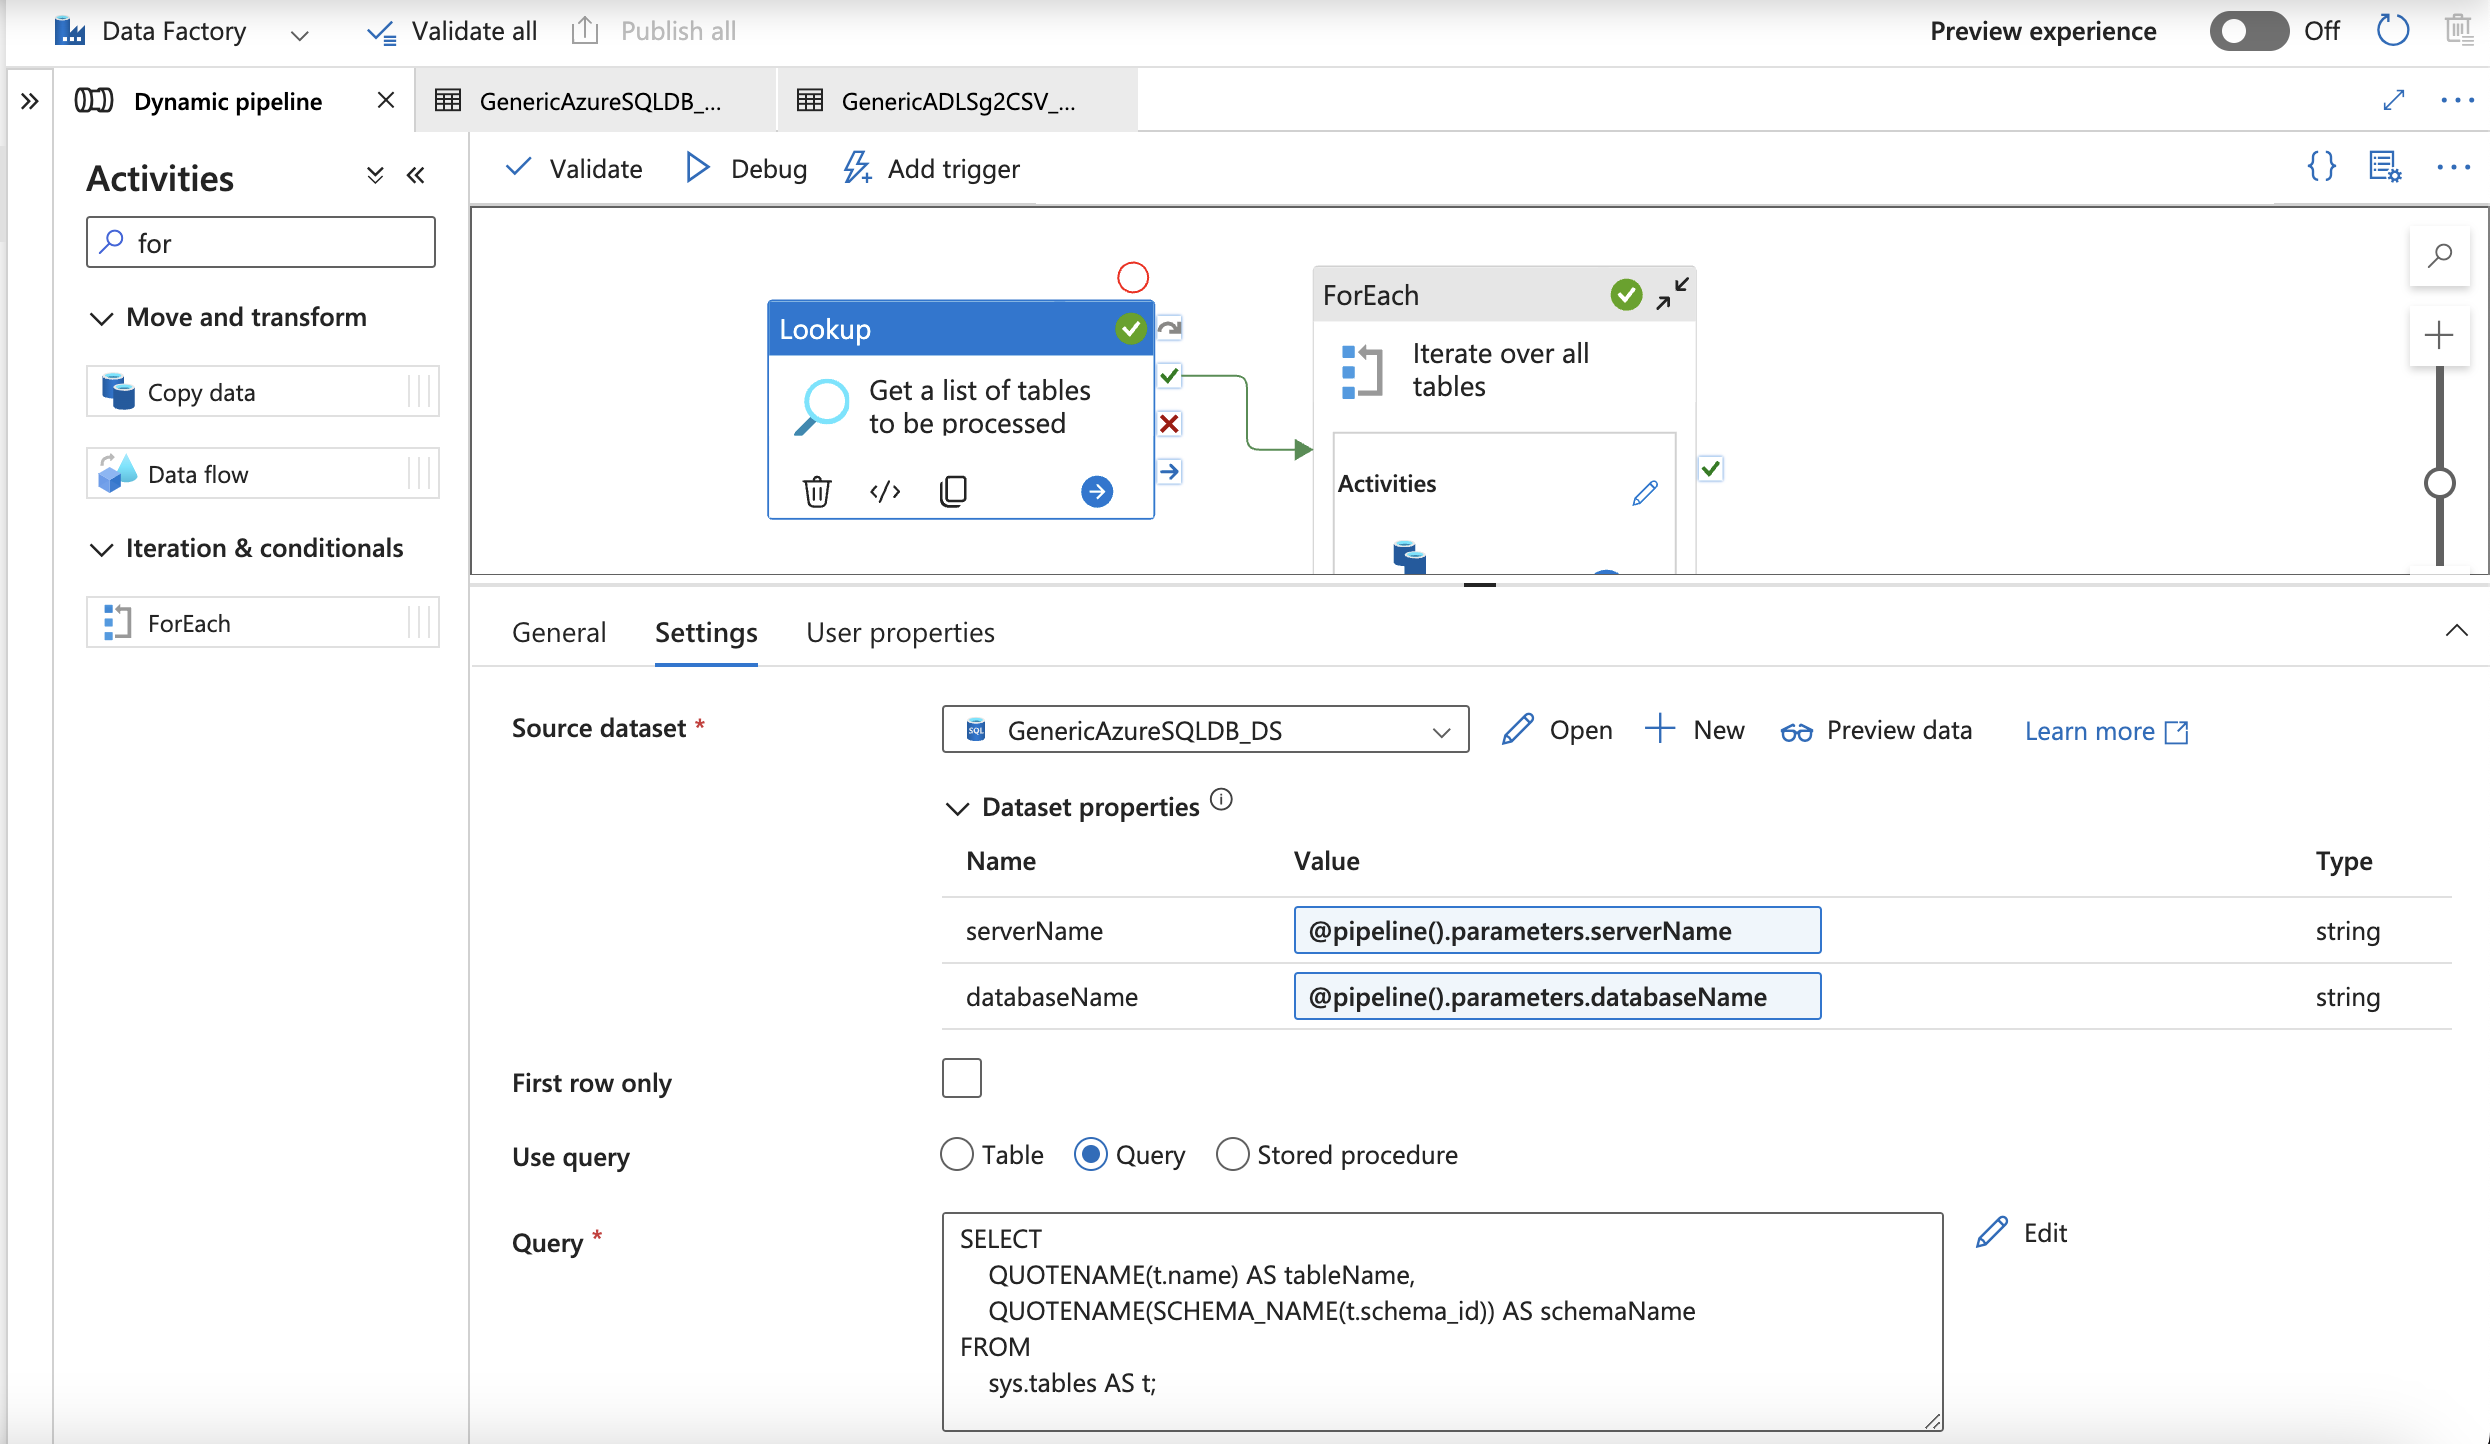 Data Factory
Validate all
Publish all
Preview experience
Off
Dynamic pipeline
GenericAzureSQLDB_...
GenericADLSg2CSV_...
Activities
for
Move and transform
Copy data
Data flow
Iteration & conditionals
ForEach
Validate
Debug
Add trigger
Lookup
Get a list of tables
to be processed
ForEach
Iterate over all
tables
Activities
General
Settings
User properties
Source dataset *
SQL
GenericAzureSQLDB_DS
Open
New
Preview data
Learn more
Dataset properties
Name
Value
Type
serverName
@pipeline().parameters.serverName
string
databaseName
@pipeline().parameters.databaseName
string
First row only
Use query
Table
Query
Stored procedure
Query *
SELECT
QUOTENAME(t.name) AS tableName,
QUOTENAME(SCHEMA_NAME(t.schema_id)) AS schemaName
FROM
sys.tables AS t;
Edit